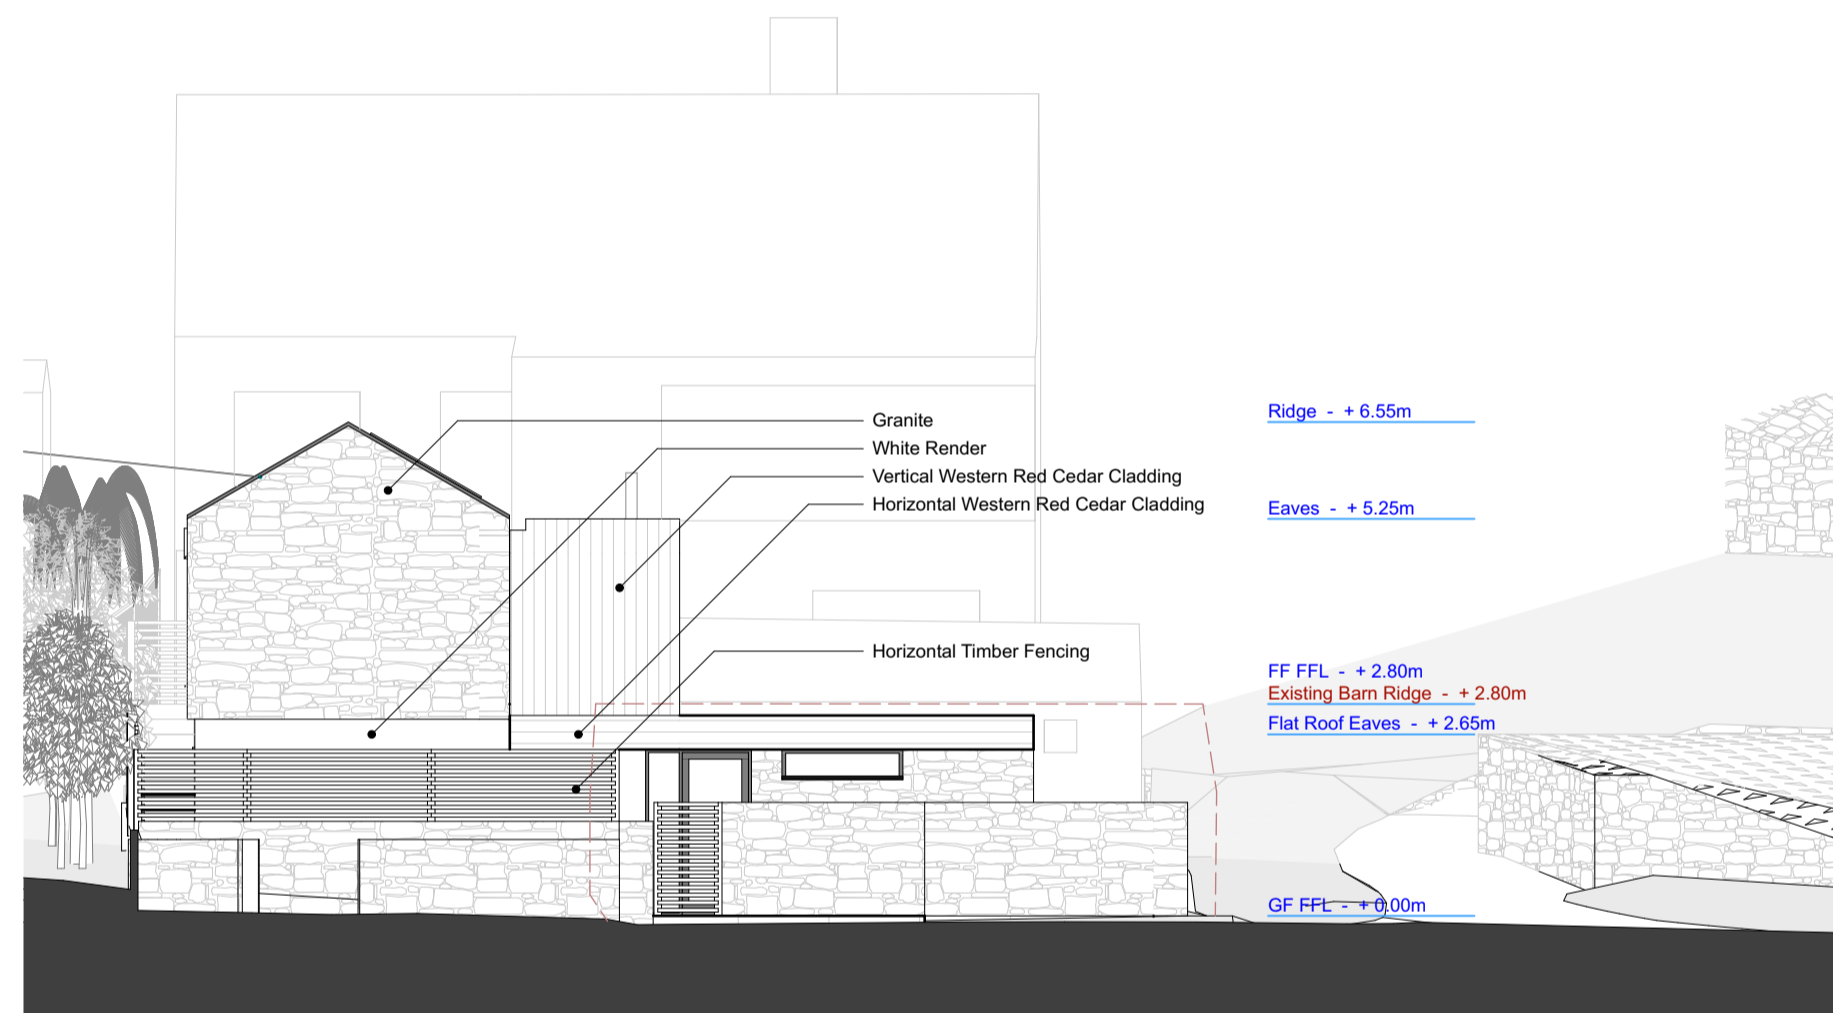 Granite
White Render
Vertical Western Red Cedar Cladding
Horizontal Western Red Cedar Cladding
Horizontal Timber Fencing
Ridge - + 6.55m
Eaves - + 5.25m
FF FFL - + 2.80m
Existing Barn Ridge - + 2.80m
Flat Roof Eaves - + 2.65m
GF FFL - + 0.00m